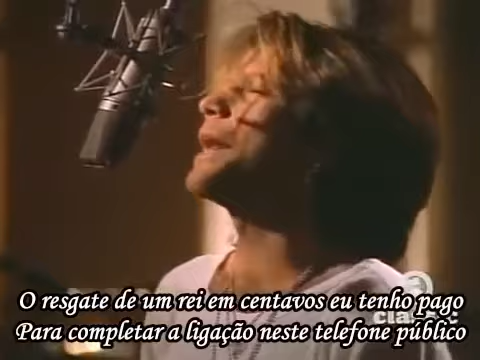 O resgate de um rei em centavos eu tenho pago
Para completar a ligação neste telefone público